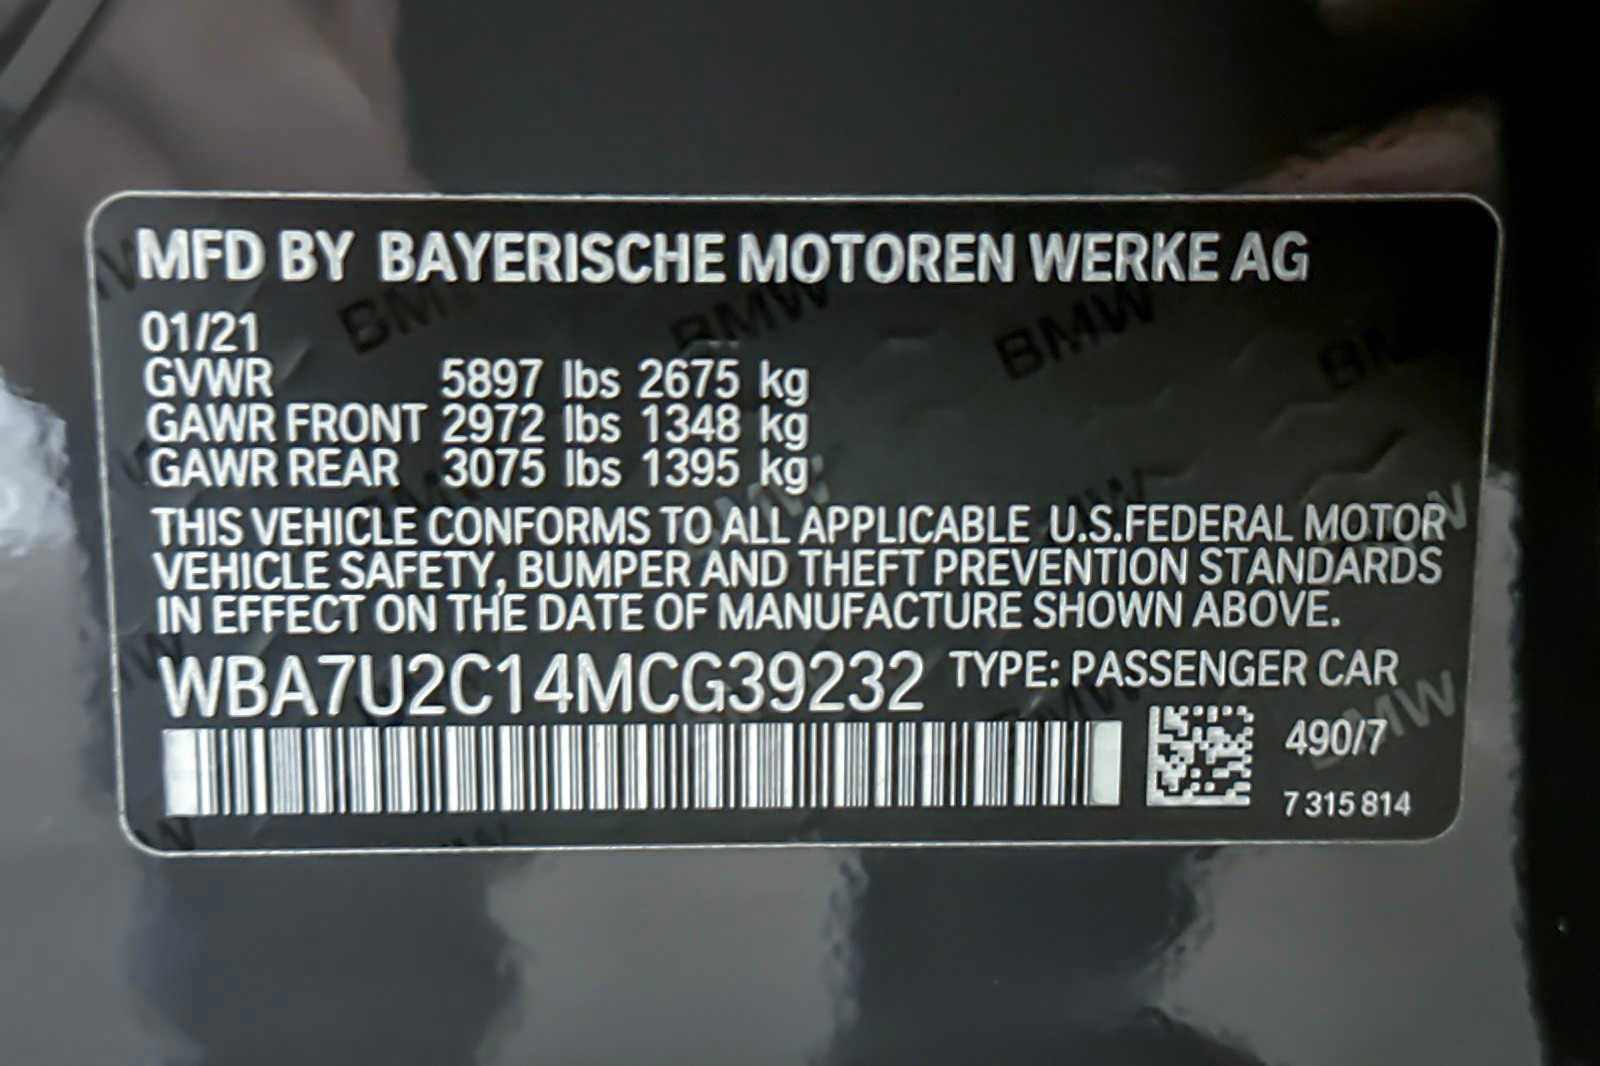 MFD BY BAYERISCHE MOTOREN WERKE AG
01/21
GVWR 5897 lbs 2675 kg
GAWR FRONT 2972 lbs 1348 kg
GAWR REAR 3075 lbs 1395 kg
THIS VEHICLE CONFORMS TO ALL APPLICABLE U.S.FEDERAL MOTOR
VEHICLE SAFETY, BUMPER AND THEFT PREVENTION STANDARDS
IN EFFECT ON THE DATE OF MANUFACTURE SHOWN ABOVE.
WBA7U2C14MCG39232 TYPE: PASSENGER CAR
490/7
7 315 814